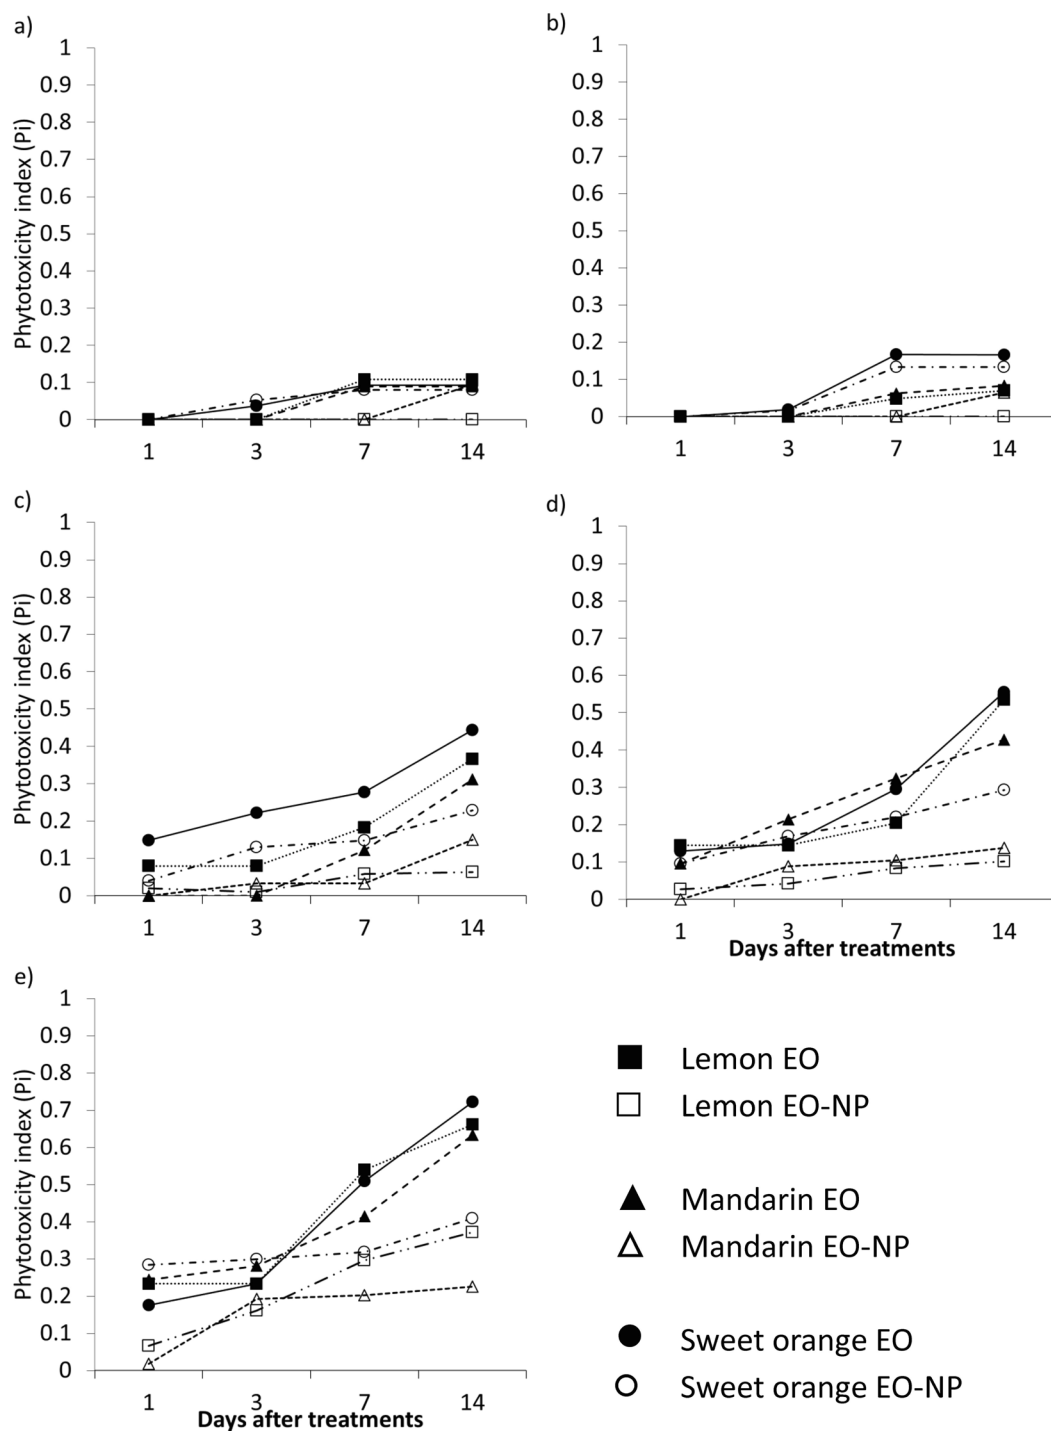 a)
Phytotoxicity index (Pi)
1
0.9
0.8
0.7
0.6
0.5
0.4
0.3
0.2
0.1
0
1 3 7 14
b)
1
0.9
0.8
0.7
0.6
0.5
0.4
0.3
0.2
0.1
0
1 3 7 14
c)
Phytotoxicity index (Pi)
1
0.9
0.8
0.7
0.6
0.5
0.4
0.3
0.2
0.1
0
1 3 7 14
d)
1
0.9
0.8
0.7
0.6
0.5
0.4
0.3
0.2
0.1
0
1 3 7 14
Days after treatments
e)
Phytotoxicity index (Pi)
1
0.9
0.8
0.7
0.6
0.5
0.4
0.3
0.2
0.1
0
1 3 7 14
Days after treatments
Lemon EO
Lemon EO-NP
Mandarin EO
Mandarin EO-NP
Sweet orange EO
Sweet orange EO-NP